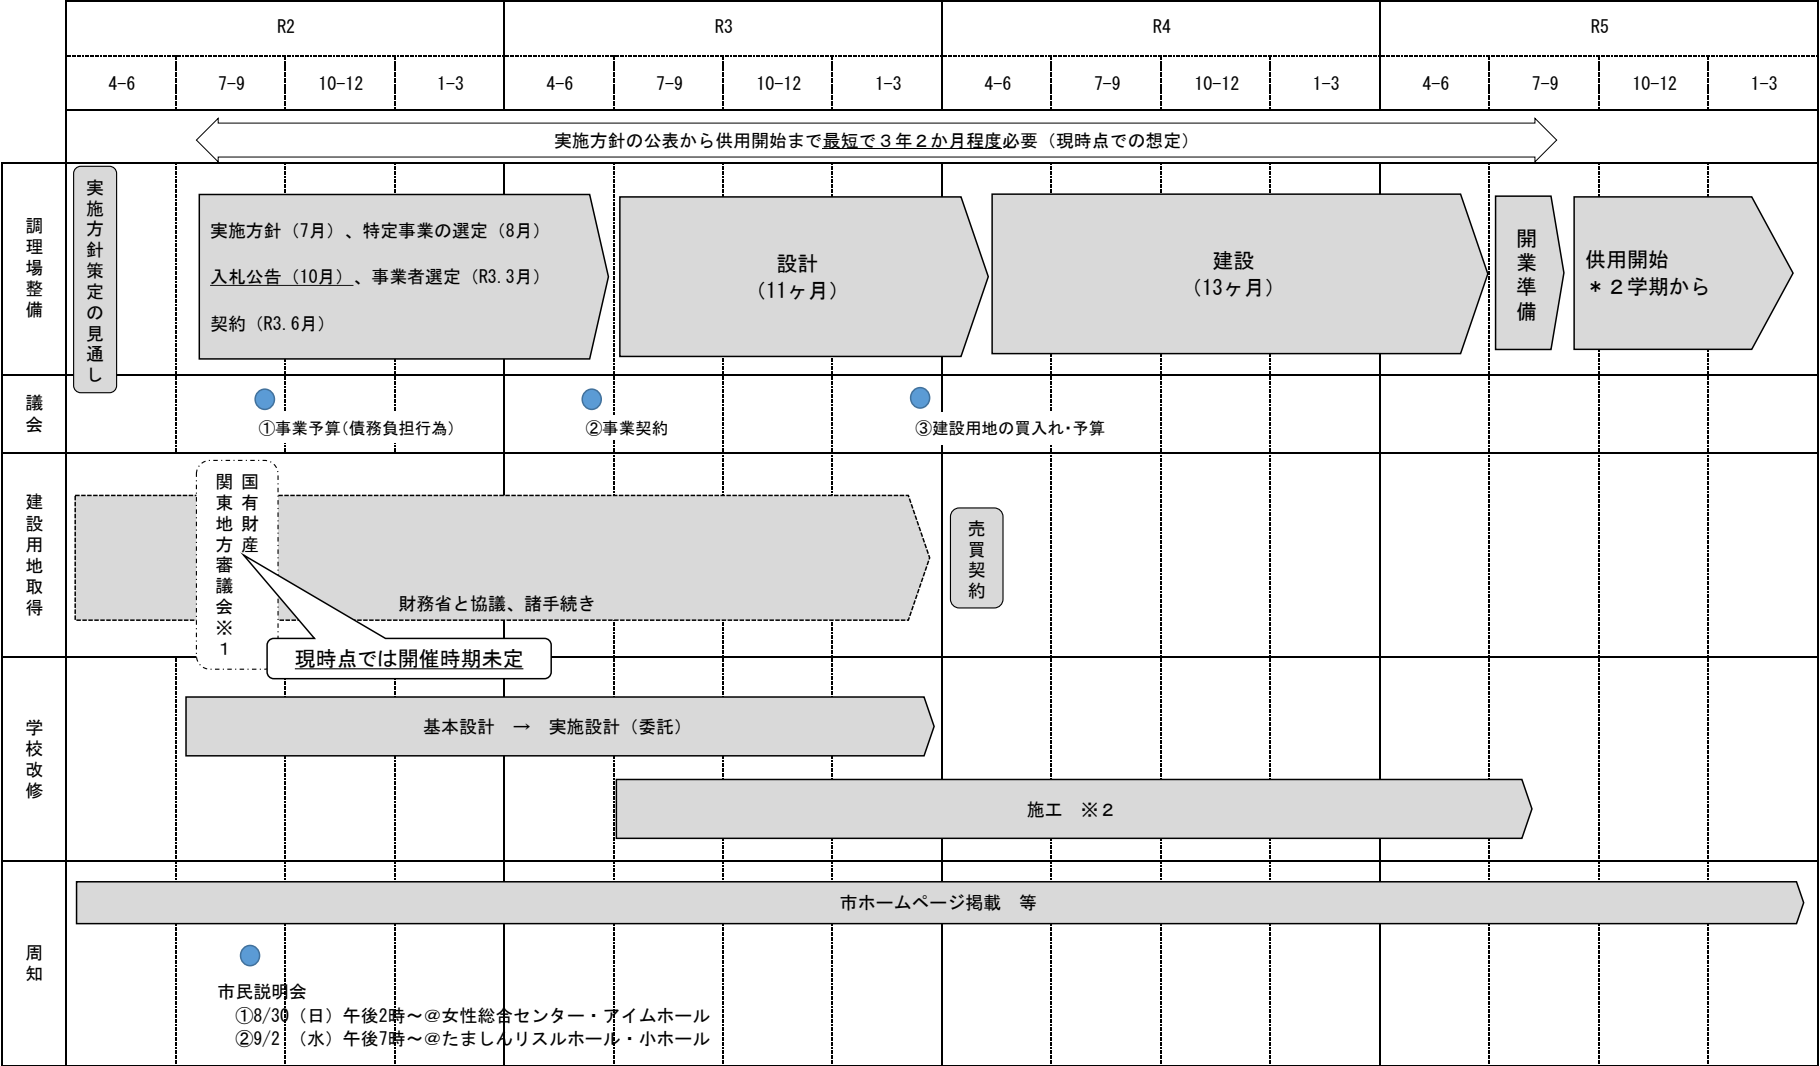 R2 R3 R4 R5
4-6 7-9 10-12 1-3 4-6 7-9 10-12 1-3 4-6 7-9 10-12 1-3 4-6 7-9 10-12 1-3
実施方針の公表から供用開始まで最短で３年２か月程度必要（現時点での想定）
調理場整備
実施方針策定の見通し
実施方針（7月）、特定事業の選定（8月）
入札公告（10月）、事業者選定（R3.3月）
契約（R3.6月）
設計
（11ヶ月）
建設
（13ヶ月）
開業準備
供用開始
＊２学期から
議会
①事業予算（債務負担行為）
②事業契約
③建設用地の買入れ・予算
建設用地取得
国有財産
関東地方審議会※１
財務省と協議、諸手続き
現時点では開催時期未定
売買契約
学校改修
基本設計　→　実施設計（委託）
施工　※２
周知
市ホームページ掲載　等
市民説明会
①8/30（日）午後2時～＠女性総合センター・アイムホール
②9/2 （水）午後7時～＠たましんリスルホール・小ホール